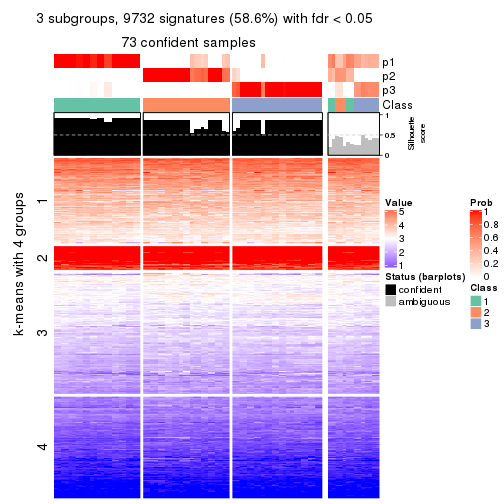 3 subgroups, 9732 signatures (58.6%) with fdr < 0.05
73 confident samples
p1
p2
p3
Class
1
0.5
0
Silhouette
score
k-means with 4 groups
1
2
3
4
Value
5
4
3
2
1
Status (barplots)
confident
ambiguous
Prob
1
0.8
0.6
0.4
0.2
0
Class
1
2
3